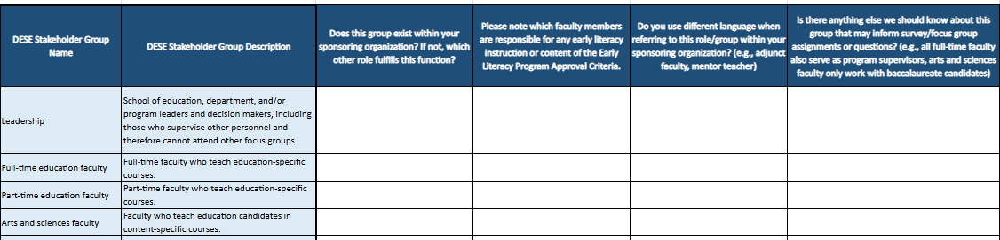 DESE Stakeholder Group
Name
DESE Stakeholder Group Description
Does this group exist within your
sponsoring organization? If not, which
other role fulfills this function?
Please note which faculty members
are responsible for any early literacy
instruction or content of the Early
Literacy Program Approval Criteria.
Do you use different language when
referring to this role/group within your
sponsoring organization? (e.g., adjunct
faculty, mentor teacher)
Is there anything else we should know about this
group that may inform survey/focus group
assignments or questions? (e.g., all full-time faculty
also serve as program supervisors, arts and sciences
faculty only work with baccalaureate candidates)
Leadership
School of education, department, and/or
program leaders and decision makers, including
those who supervise other personnel and
therefore cannot attend other focus groups.
Full-time education faculty
Full-time faculty who teach education-specific
courses.
Part-time education faculty
Part-time faculty who teach education-specific
courses.
Arts and sciences faculty
Faculty who teach education candidates in
content-specific courses.